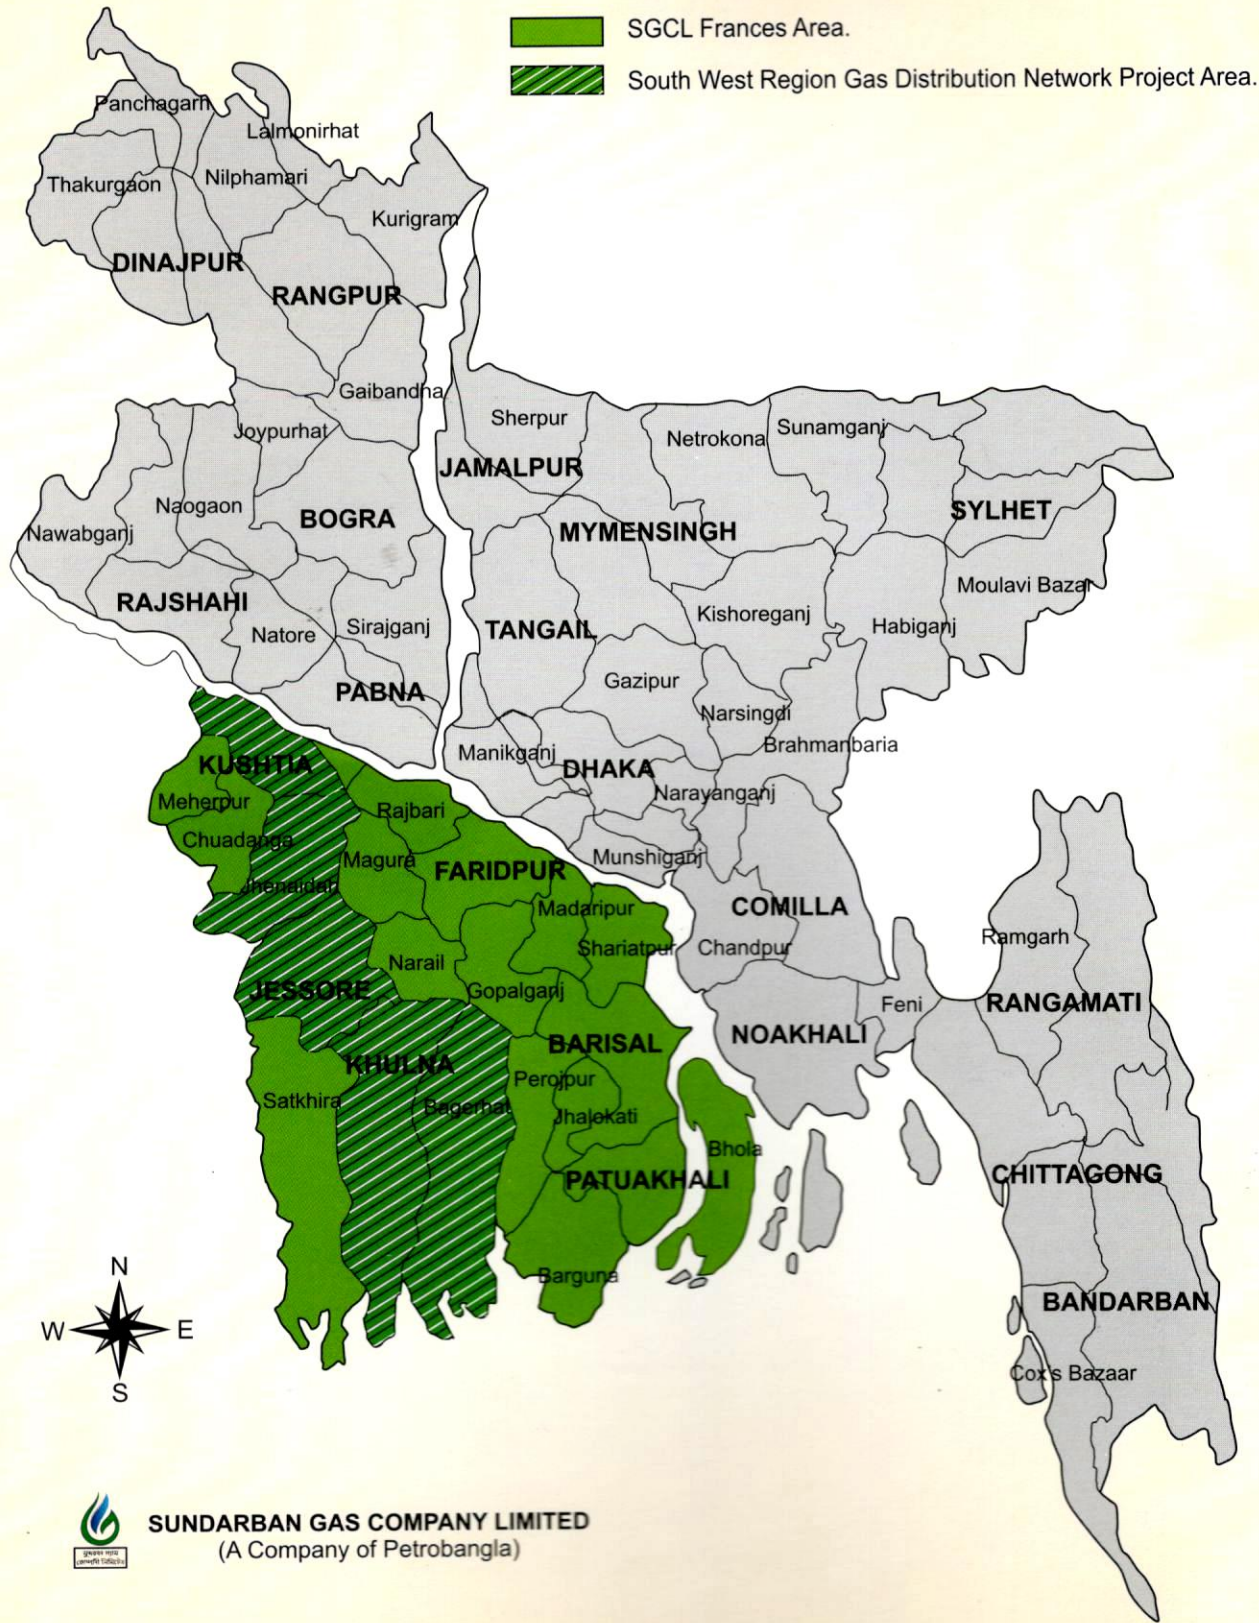 SGCL Frances Area.
South West Region Gas Distribution Network Project Area.
Panchagarh
Lalmonirhat
Thakurgaon
Nilphamari
Kurigram
DINAJPUR
RANGPUR
Gaibandha
Joypurhat
Sherpur
Netrokona
Sunamganj
JAMALPUR
Naogaon
BOGRA
SYLHET
Nawabganj
MYMENSINGH
Moulavi Bazar
RAJSHAHI
Kishoreganj
Natore
Sirajganj
TANGAIL
Habiganj
Gazipur
PABNA
Narsingdi
Manikganj
Brahmanbaria
KUSHTIA
DHAKA
Meherpur
Narayanganj
Rajbari
Chuadanga
Magura
Munshiganj
FARIDPUR
Jhenaidah
Madaripur
COMILLA
Shariatpur
Chandpur
Ramgarh
Narail
JESSORE
Gopalganj
Feni
RANGAMATI
NOAKHALI
BARISAL
KHULNA
Perojpur
Satkhira
Bagerhat
Jhalokati
Bhola
PATUAKHALI
CHITTAGONG
Barguna
N
BANDARBAN
W
E
Cox's Bazaar
S
SUNDARBAN GAS COMPANY LIMITED
(A Company of Petrobangla)
সুন্দরবন গ্যাস
কোম্পানী লিমিটেড